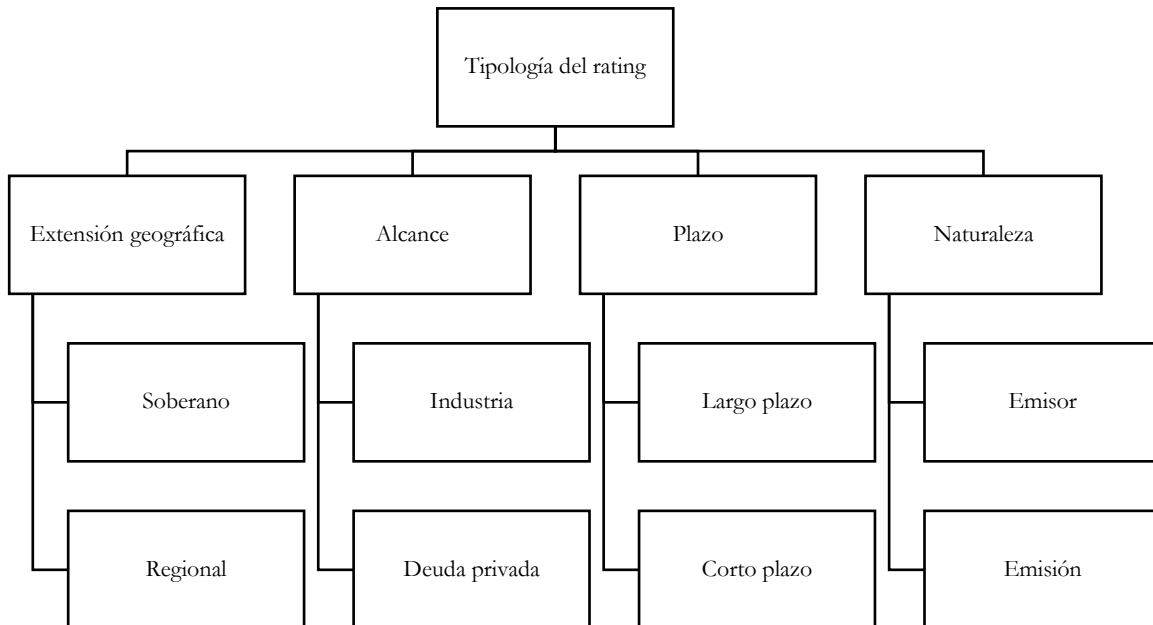 Tipología del rating
Extensión geográfica
Alcance
Plazo
Naturaleza
Soberano
Industria
Largo plazo
Emisor
Regional
Deuda privada
Corto plazo
Emisión